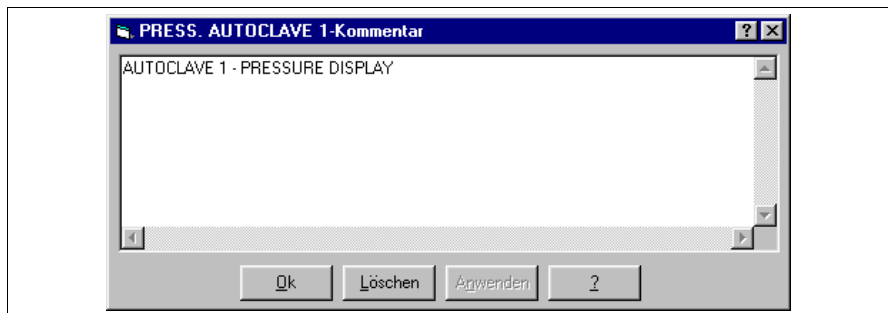 PRESS. AUTOCLAVE 1-Kommentar
AUTOCLAVE 1 - PRESSURE DISPLAY
Ok Löschen Anwenden ?